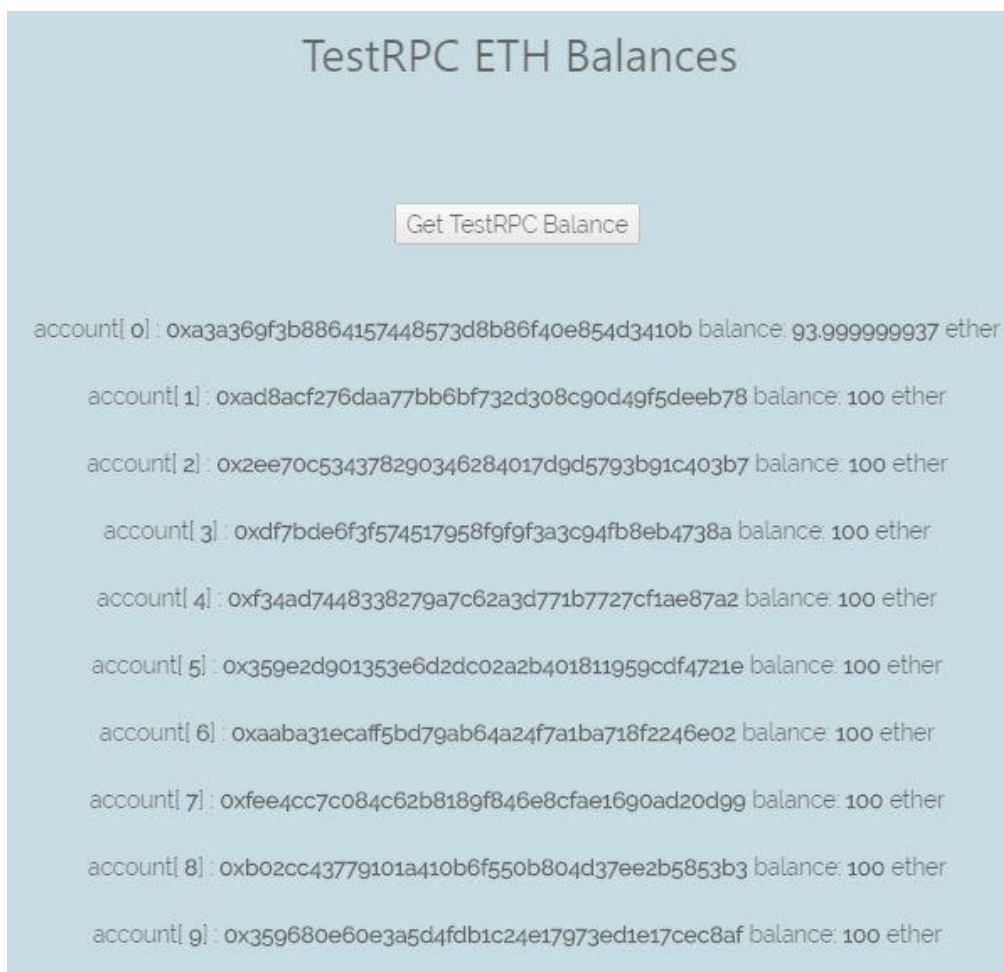 TestRPC ETH Balances
Get TestRPC Balance
account[ 0] : 0xa3a369f3b8864157448573d8b86f40e854d3410b balance: 93.999999937 ether
account[ 1] : 0xad8acf276daa77bb6bf732d308c90d49f5deeb78 balance: 100 ether
account[ 2] : 0x2ee70c534378290346284017d9d5793b91c403b7 balance: 100 ether
account[ 3] : 0xdf7bde6f3f574517958f9f9f3a3c94fb8eb4738a balance: 100 ether
account[ 4] : 0xf34ad7448338279a7c62a3d771b7727cf1ae87a2 balance: 100 ether
account[ 5] : 0x359e2d901353e6d2dc02a2b401811959cdf4721e balance: 100 ether
account[ 6] : 0xaaba31ecaff5bd79ab64a24f7a1ba718f2246e02 balance: 100 ether
account[ 7] : 0xfee4cc7c084c62b8189f846e8cfae1690ad20d99 balance: 100 ether
account[ 8] : 0xb02cc43779101a410b6f550b804d37ee2b5853b3 balance: 100 ether
account[ 9] : 0x359680e60e3a5d4fdb1c24e17973ed1e17cec8af balance: 100 ether